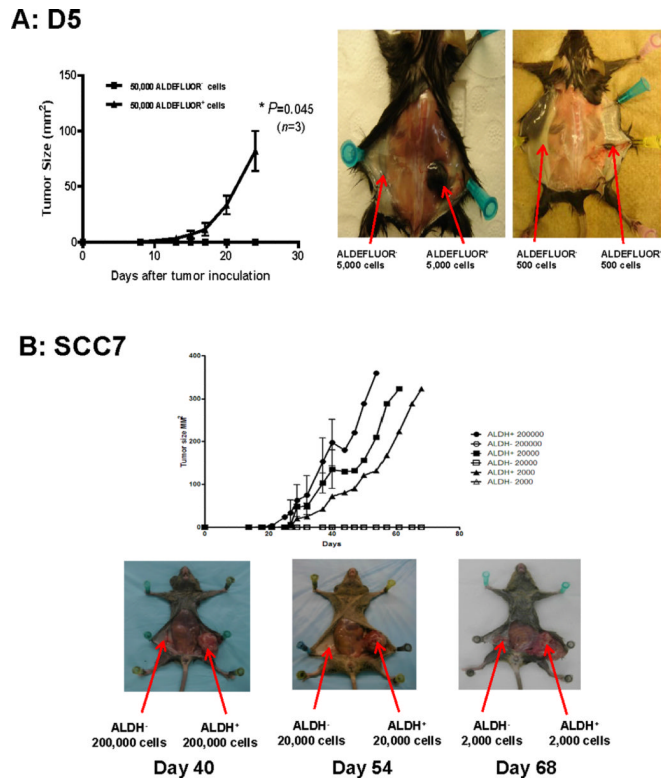 A: D5
Tumor Size (mm²)
150
100
50
0
0
10
20
30
Days after tumor inoculation
50,000 ALDEFLUOR⁻ cells
50,000 ALDEFLUOR⁺ cells
* P=0.045
(n=3)
ALDEFLUOR⁻
5,000 cells
ALDEFLUOR⁺
5,000 cells
ALDEFLUOR⁻
500 cells
ALDEFLUOR⁺
500 cells
B: SCC7
Tumor size MM²
400
300
200
100
0
0
20
40
60
80
Days
ALDH+ 200000
ALDH- 200000
ALDH+ 20000
ALDH- 20000
ALDH+ 2000
ALDH- 2000
ALDH⁻
200,000 cells
ALDH⁺
200,000 cells
ALDH⁻
20,000 cells
ALDH⁺
20,000 cells
ALDH⁻
2,000 cells
ALDH⁺
2,000 cells
Day 40
Day 54
Day 68